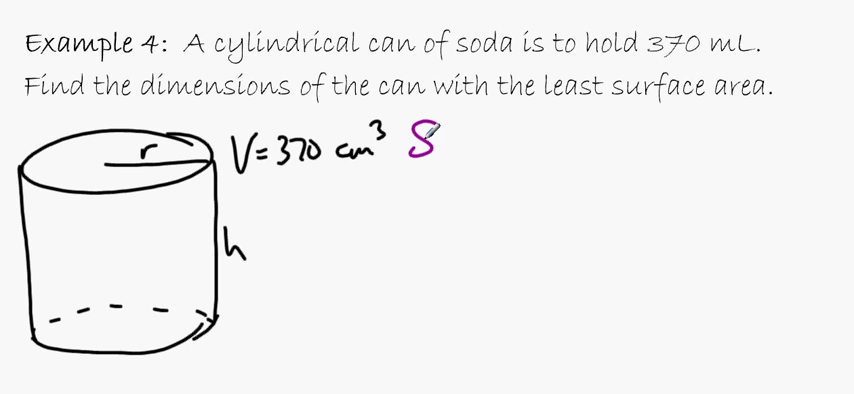 Example 4: A cylindrical can of soda is to hold 370 mL.
Find the dimensions of the can with the least surface area.
r V = 370 cm³ S
h